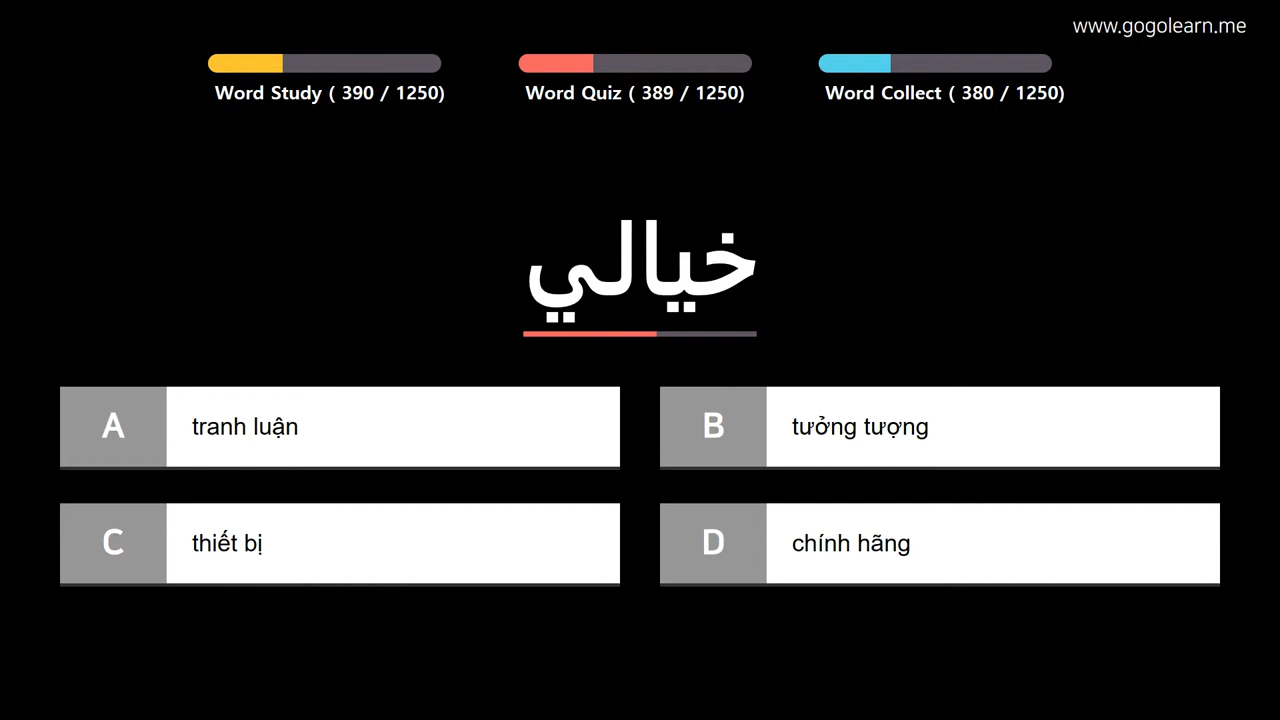 www.gogolearn.me
Word Study ( 390 / 1250)
Word Quiz ( 389 / 1250)
Word Collect ( 380 / 1250)
خيالي
A
tranh luận
B
tưởng tượng
C
thiết bị
D
chính hãng